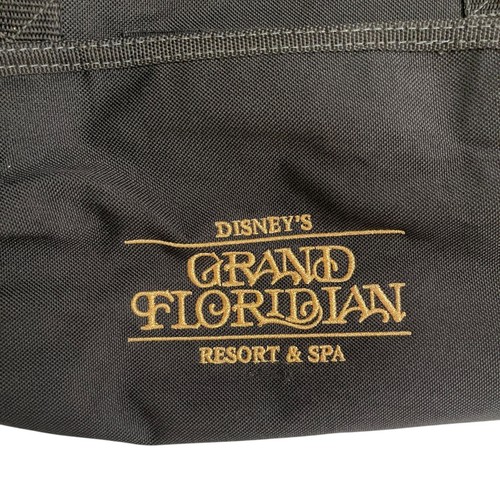 DISNEY'S
GRAND
FLORIDIAN
RESORT & SPA